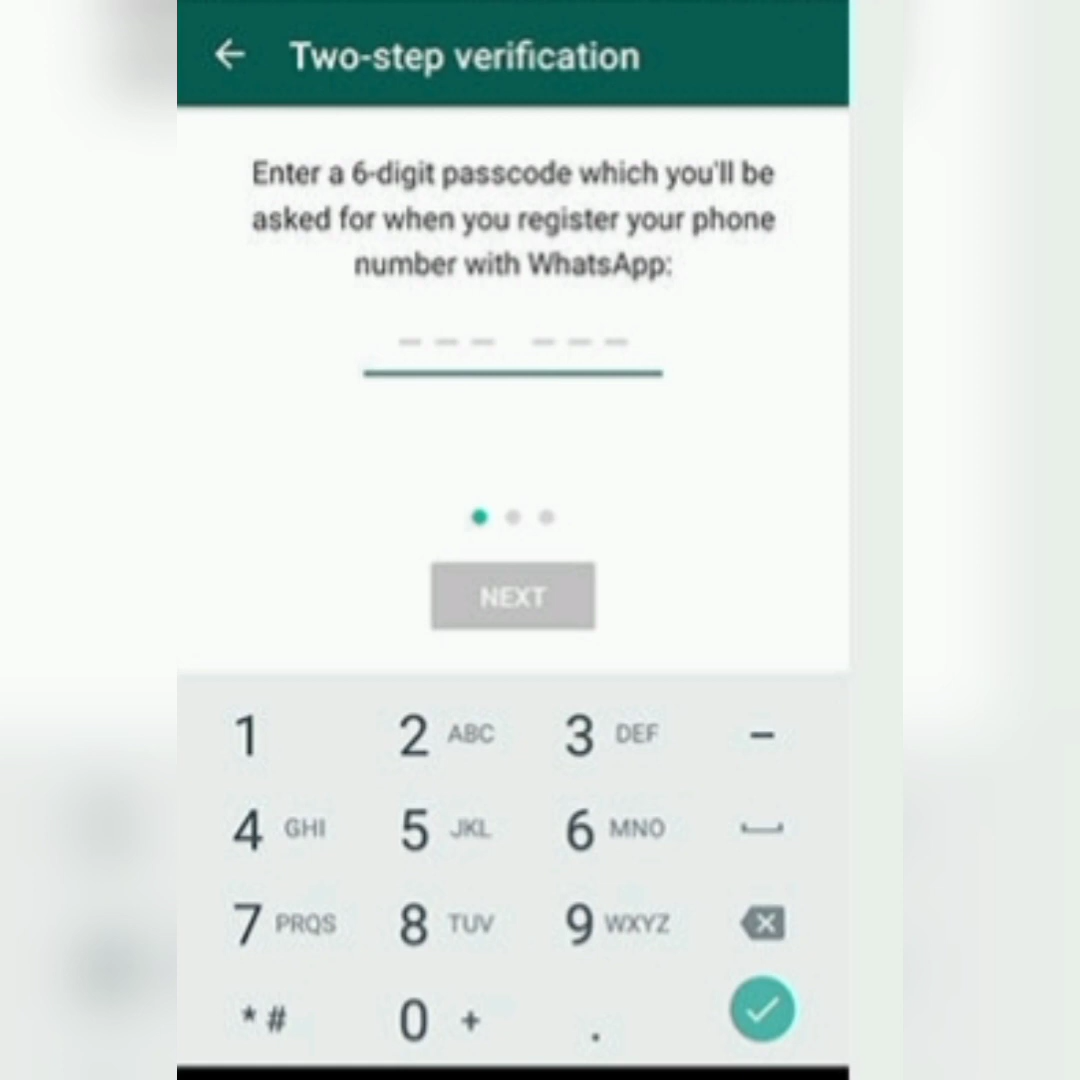 Two-step verification
Enter a 6-digit passcode which you'll be
asked for when you register your phone
number with WhatsApp:
NEXT
1 2 ABC 3 DEF –
4 GHI 5 JKL 6 MNO
7 PRQS 8 TUV 9 WXYZ
* # 0 + .